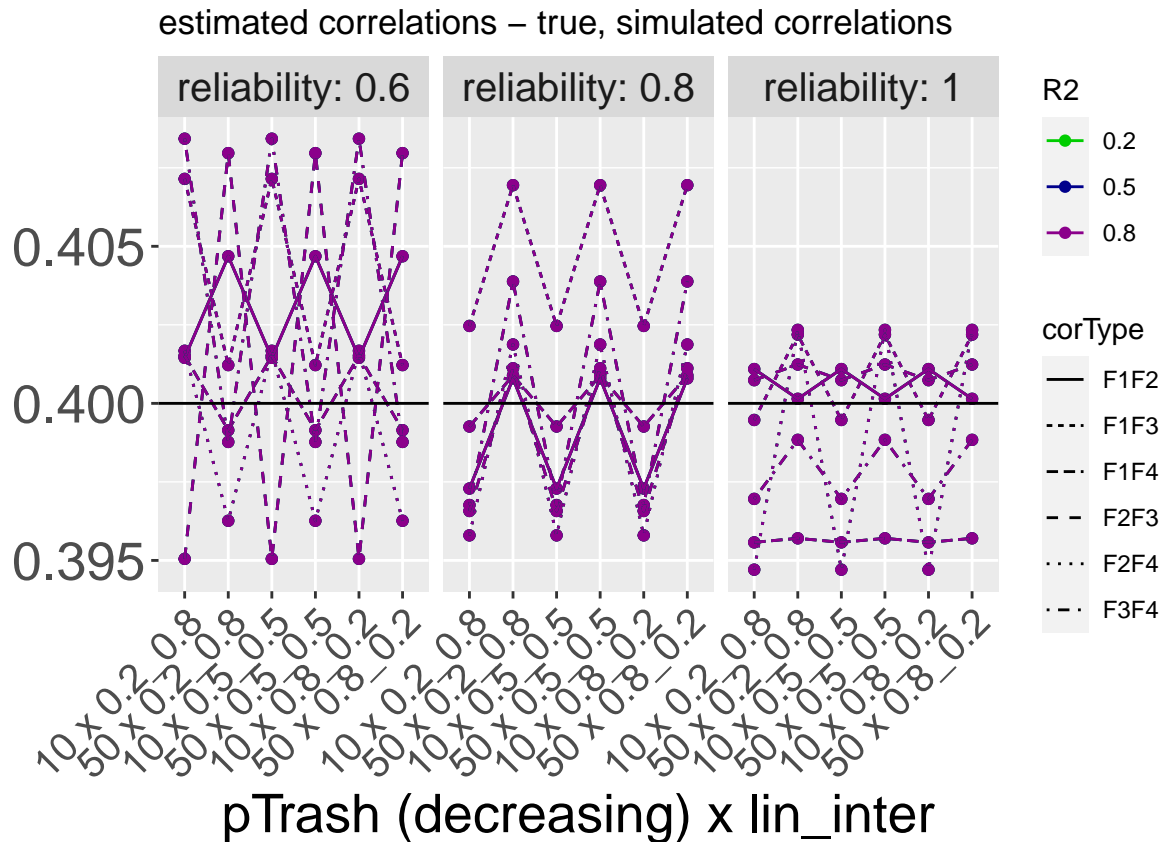 estimated correlations − true, simulated correlations
reliability: 0.6
reliability: 0.8
reliability: 1
0.405
0.400
0.395
10 x 0.2_0.8
50 x 0.2_0.8
10 x 0.5_0.5
50 x 0.5_0.5
10 x 0.8_0.2
50 x 0.8_0.2
10 x 0.2_0.8
50 x 0.2_0.8
10 x 0.5_0.5
50 x 0.5_0.5
10 x 0.8_0.2
50 x 0.8_0.2
10 x 0.2_0.8
50 x 0.2_0.8
10 x 0.5_0.5
50 x 0.5_0.5
10 x 0.8_0.2
50 x 0.8_0.2
pTrash (decreasing) x lin_inter
R2
0.2
0.5
0.8
corType
F1F2
F1F3
F1F4
F2F3
F2F4
F3F4